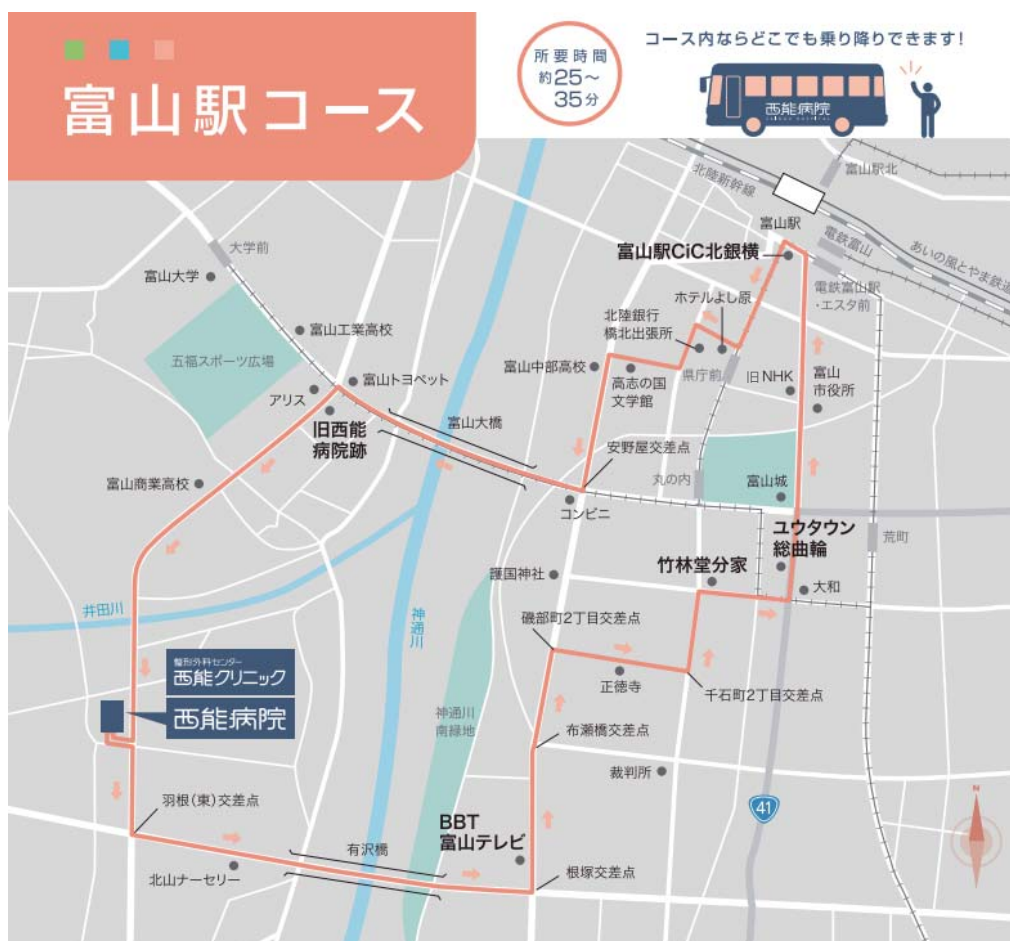 富山駅コース
所要時間
約25〜
35分
コース内ならどこでも乗り降りできます!
西能病院
SAINOU HOSPITAL
北陸新幹線
富山駅北
富山駅
電鉄富山
あいの風とやま鉄道
富山駅CiC北銀横
電鉄富山駅
・エスタ前
大学前
富山大学
ホテルよし原
北陸銀行
橋北出張所
富山工業高校
五福スポーツ広場
富山中部高校
高志の国
文学館
県庁前
旧NHK
富山
市役所
アリス
富山トヨペット
旧西能
病院跡
富山大橋
安野屋交差点
富山商業高校
丸の内
富山城
コンビニ
ユウタウン
総曲輪
荒町
竹林堂分家
護国神社
大和
井田川
神通川
磯部町2丁目交差点
整形外科センター
西能クリニック
西能病院
正徳寺
千石町2丁目交差点
神通川
南緑地
布瀬橋交差点
裁判所
羽根(東)交差点
41
N
BBT
富山テレビ
有沢橋
北山ナーセリー
根塚交差点